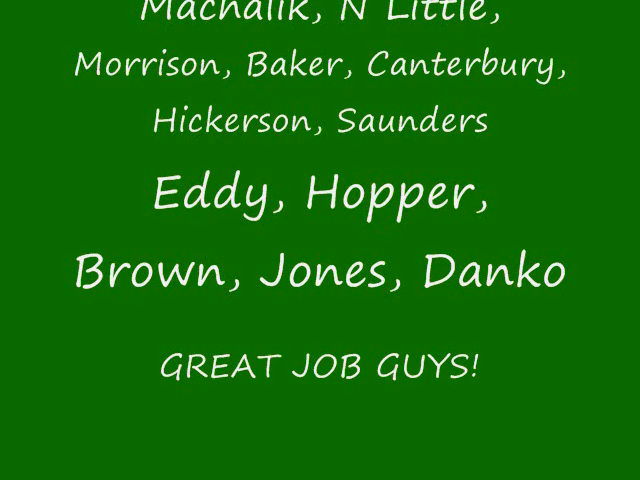 Machalik, N Little,
Morrison, Baker, Canterbury,
Hickerson, Saunders
Eddy, Hopper,
Brown, Jones, Danko
GREAT JOB GUYS!